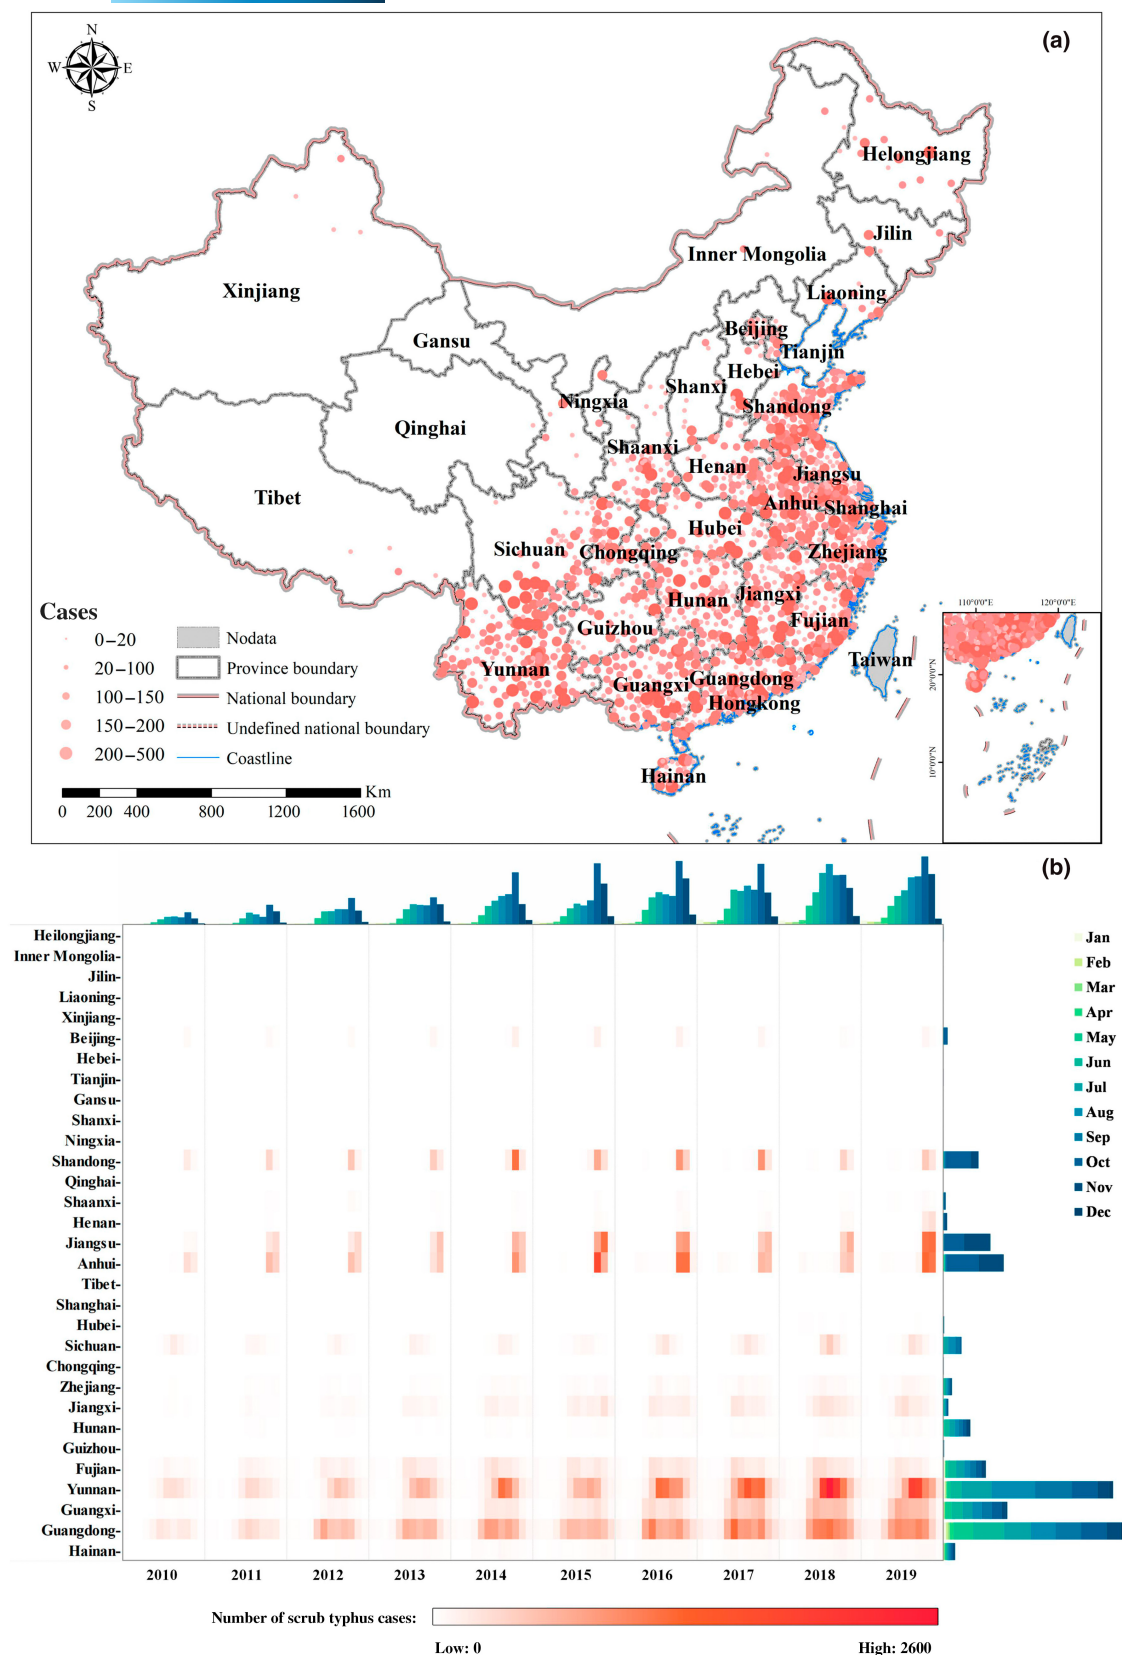 (a)
N
W E
S
Helongjiang
Jilin
Inner Mongolia
Liaoning
Xinjiang
Beijing
Gansu
Tianjin
Hebei
Shanxi
Ningxia
Shandong
Qinghai
Shaanxi
Henan
Jiangsu
Tibet
Anhui
Shanghai
Hubei
Sichuan
Chongqing
Zhejiang
Jiangxi
Hunan
Fujian
Guizhou
Taiwan
Yunnan
Guangdong
Guangxi
Hongkong
Hainan
Cases
0–20
20–100
100–150
150–200
200–500
Nodata
Province boundary
National boundary
Undefined national boundary
Coastline
Km
0 200 400 800 1200 1600
110°0'0"E 120°0'0"E
20°0'0"N
10°0'0"N
(b)
Heilongjiang
Inner Mongolia
Jilin
Liaoning
Xinjiang
Beijing
Hebei
Tianjin
Gansu
Shanxi
Ningxia
Shandong
Qinghai
Shaanxi
Henan
Jiangsu
Anhui
Tibet
Shanghai
Hubei
Sichuan
Chongqing
Zhejiang
Jiangxi
Hunan
Guizhou
Fujian
Yunnan
Guangxi
Guangdong
Hainan
Jan
Feb
Mar
Apr
May
Jun
Jul
Aug
Sep
Oct
Nov
Dec
2010 2011 2012 2013 2014 2015 2016 2017 2018 2019
Number of scrub typhus cases:
Low: 0 High: 2600